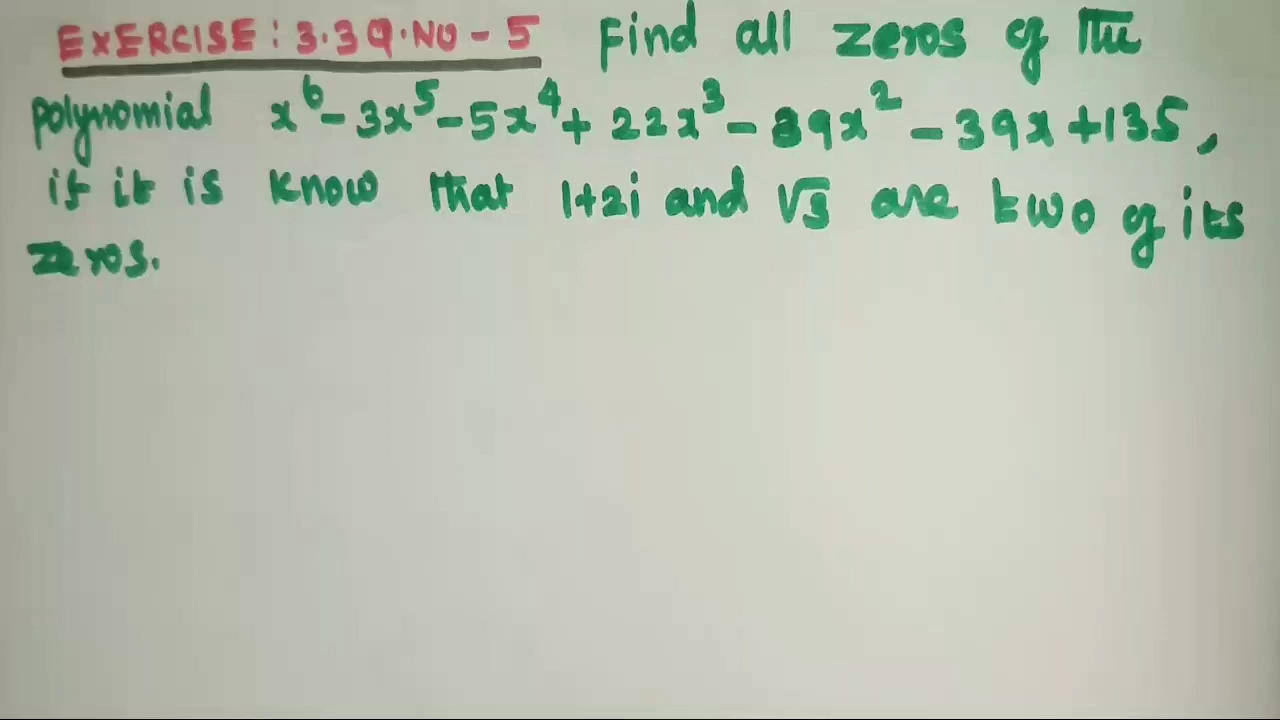 EXERCISE: 3.3 Q.NO - 5 Find all zeros of the
polynomial x⁶ - 3x⁵ - 5x⁴ + 22x³ - 39x² - 39x + 135,
if it is know that 1+2i and √3 are two of its
zeros.